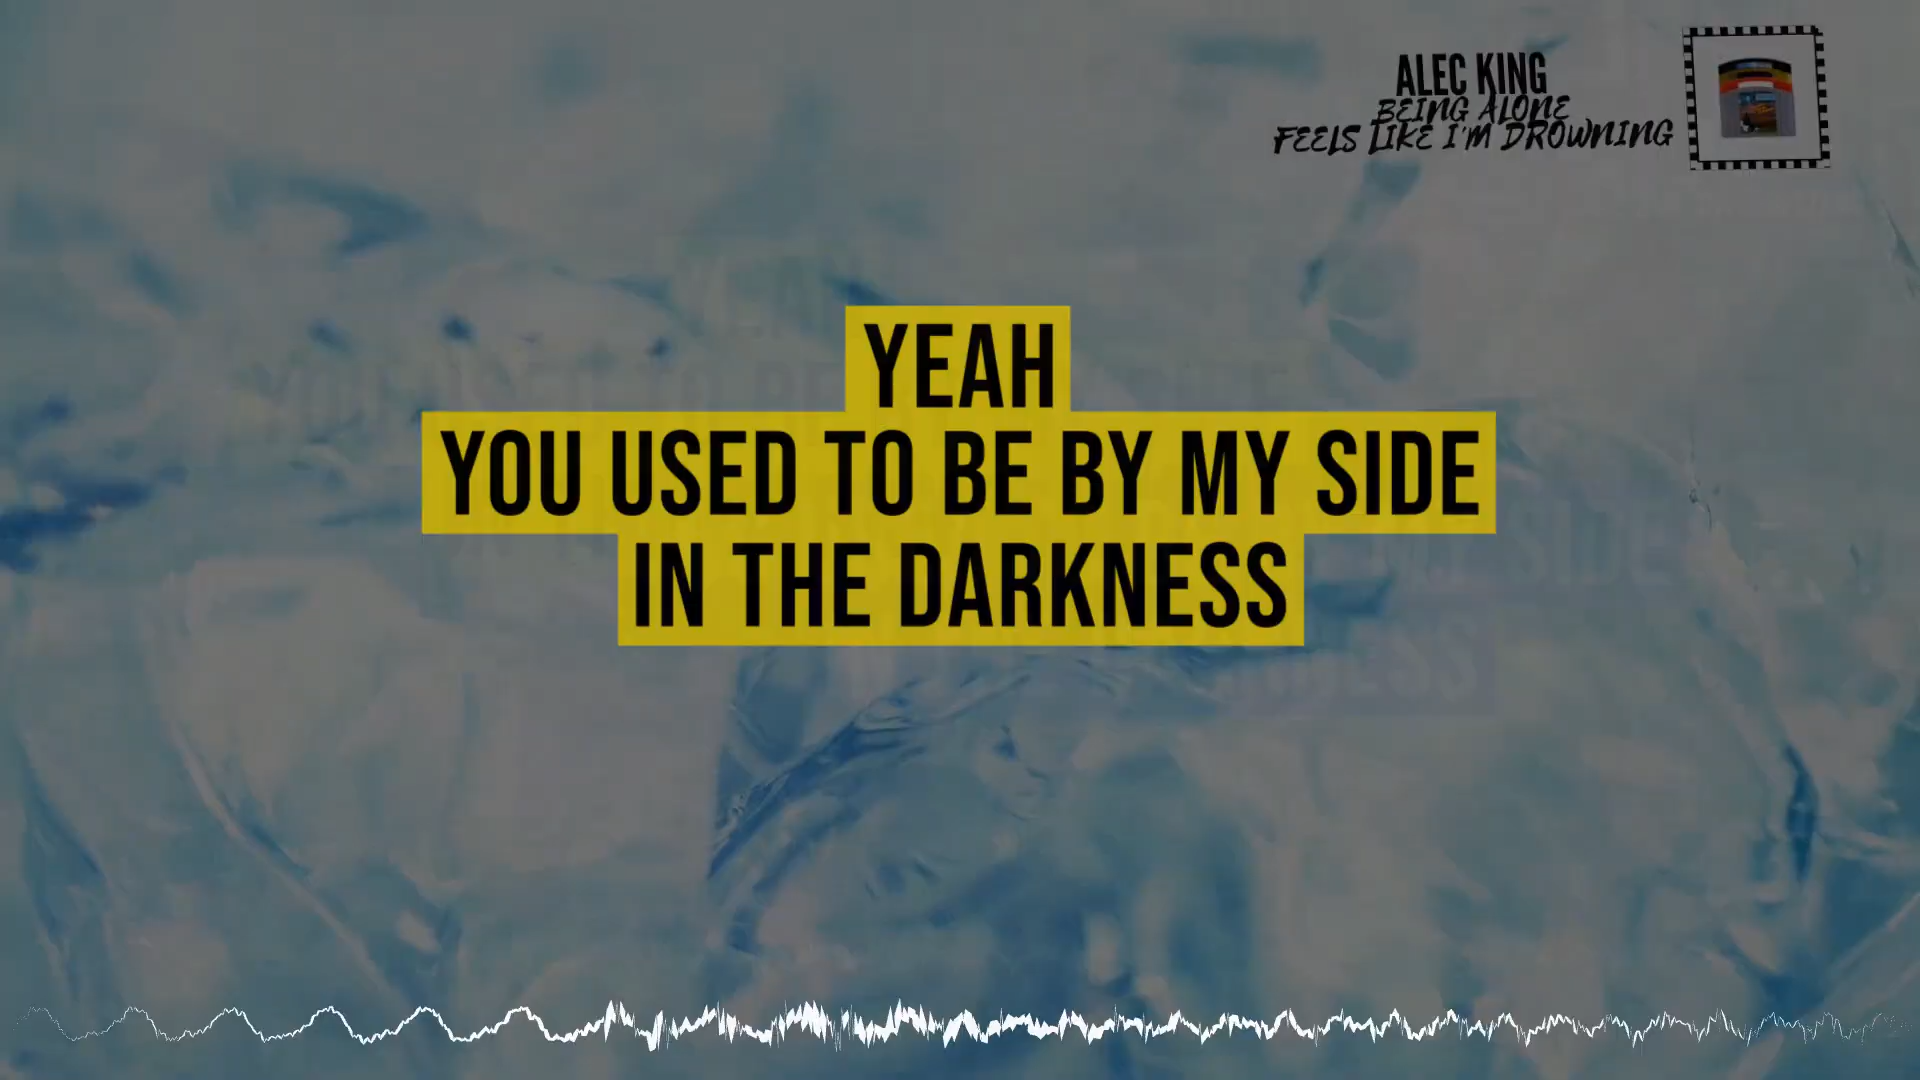 ALEC KING
BEING ALONE
FEELS LIKE I'M DROWNING
YEAH
YOU USED TO BE BY MY SIDE
IN THE DARKNESS